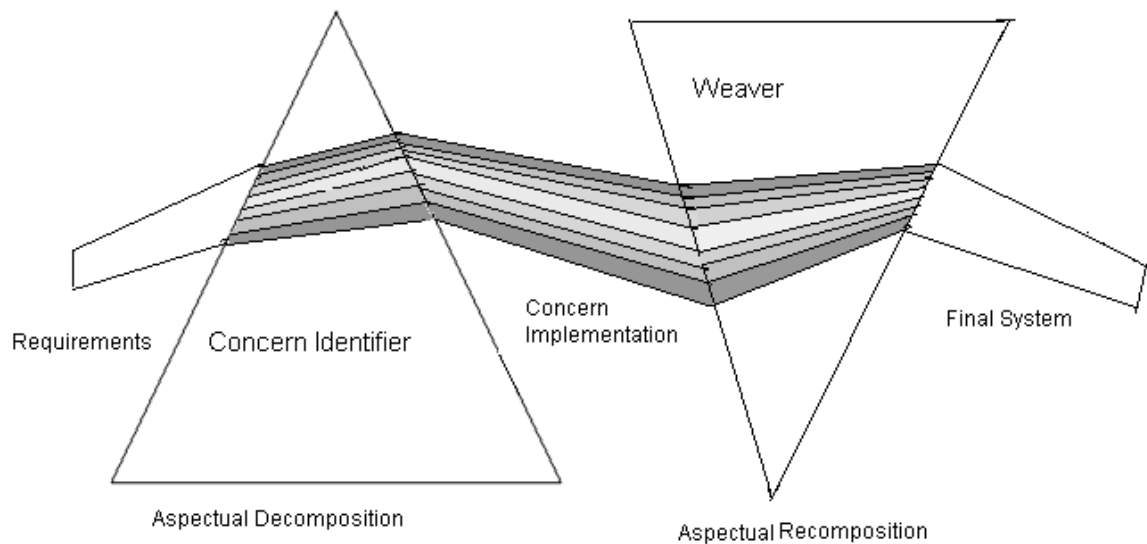 Weaver
Requirements
Concern Identifier
Concern
Implementation
Final System
Aspectual Decomposition
Aspectual Recomposition